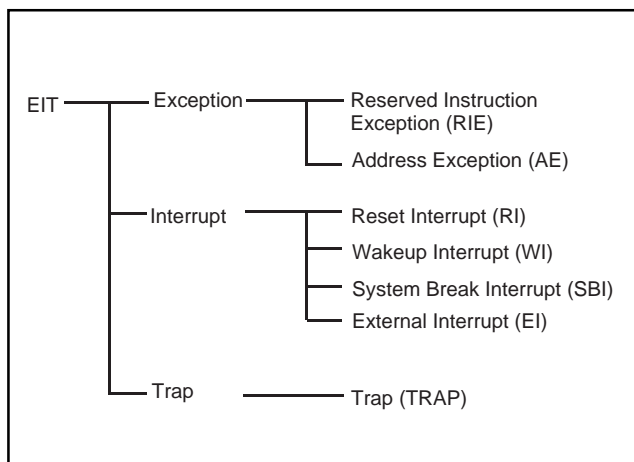 EIT
Exception
Reserved Instruction
Exception (RIE)
Address Exception (AE)
Interrupt
Reset Interrupt (RI)
Wakeup Interrupt (WI)
System Break Interrupt (SBI)
External Interrupt (EI)
Trap
Trap (TRAP)